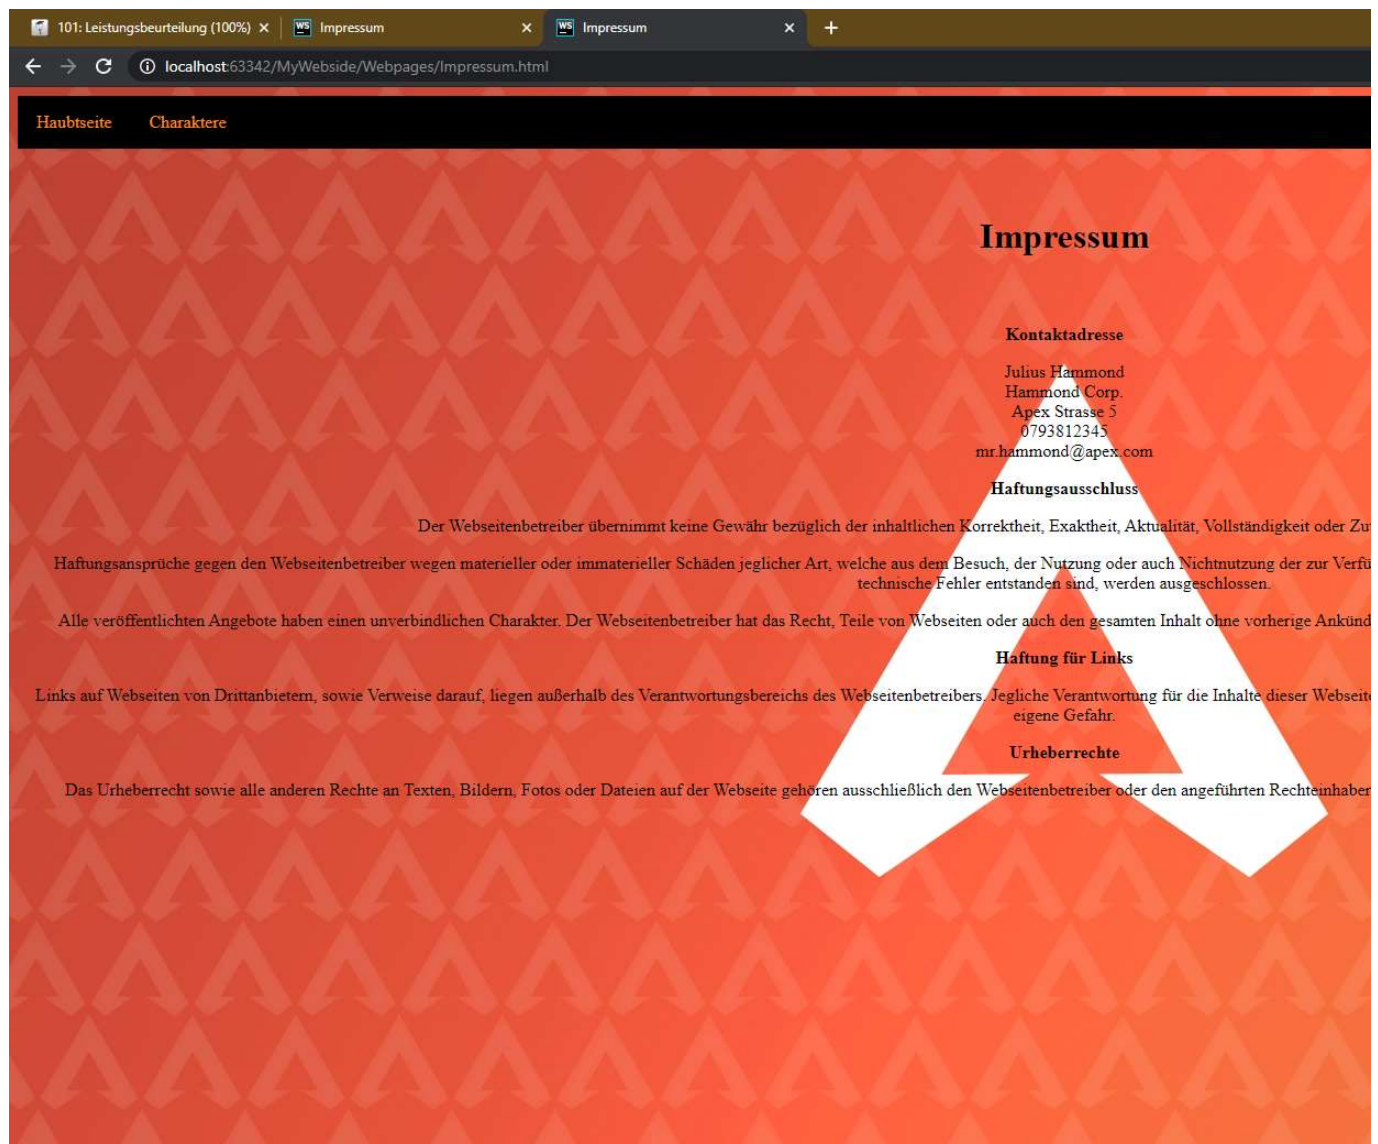 101: Leistungsbeurteilung (100%)
Impressum
Impressum
localhost:63342/MyWebside/Webpages/Impressum.html
Haubtseite Charaktere
Impressum
Kontaktadresse
Julius Hammond
Hammond Corp.
Apex Strasse 5
0793812345
mr.hammond@apex.com
Haftungsausschluss
Der Webseitenbetreiber übernimmt keine Gewähr bezüglich der inhaltlichen Korrektheit, Exaktheit, Aktualität, Vollständigkeit oder Zu
Haftungsansprüche gegen den Webseitenbetreiber wegen materieller oder immaterieller Schäden jeglicher Art, welche aus dem Besuch, der Nutzung oder auch Nichtnutzung der zur Verfü
technische Fehler entstanden sind, werden ausgeschlossen.
Alle veröffentlichten Angebote haben einen unverbindlichen Charakter. Der Webseitenbetreiber hat das Recht, Teile von Webseiten oder auch den gesamten Inhalt ohne vorherige Ankünd
Haftung für Links
Links auf Webseiten von Drittanbietern, sowie Verweise darauf, liegen außerhalb des Verantwortungsbereichs des Webseitenbetreibers. Jegliche Verantwortung für die Inhalte dieser Webseite
eigene Gefahr.
Urheberrechte
Das Urheberrecht sowie alle anderen Rechte an Texten, Bildern, Fotos oder Dateien auf der Webseite gehören ausschließlich den Webseitenbetreiber oder den angeführten Rechteinhaber